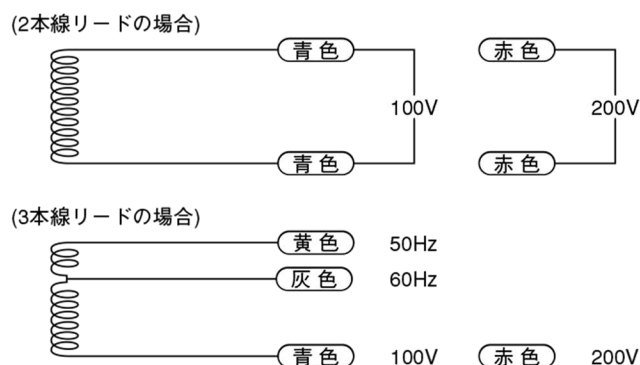 (2本線リードの場合)
青色 赤色
100V 200V
青色 赤色
(3本線リードの場合)
黄色 50Hz
灰色 60Hz
青色 100V 赤色 200V